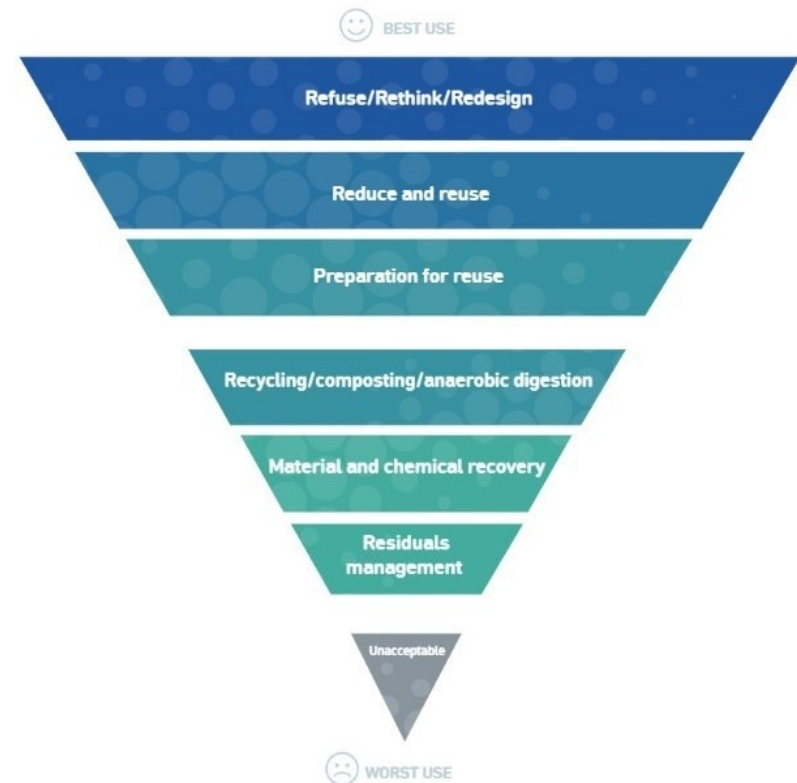 BEST USE
Refuse/Rethink/Redesign
Reduce and reuse
Preparation for reuse
Recycling/composting/anaerobic digestion
Material and chemical recovery
Residuals
management
Unacceptable
WORST USE